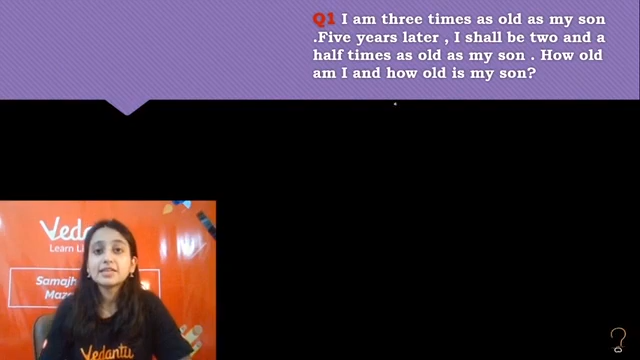 Q1 I am three times as old as my son
.Five years later , I shall be two and a
half times as old as my son . How old
am I and how old is my son?
Learn Li
Samajh
Maza
Vedantu